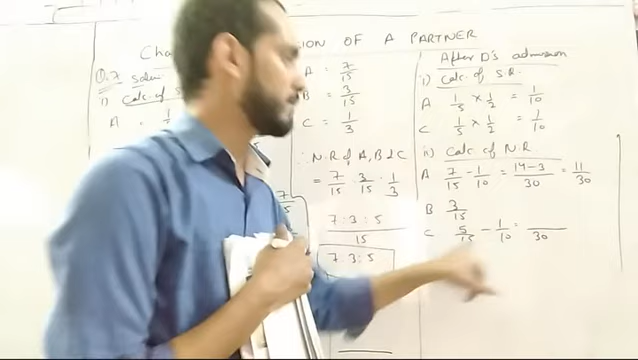 Cha ION OF A PARTNER
Q.7 soln
i) Calc. of S
A = 1/
7/15
A = 7/15
B = 3/15
C = 1/3
∴ N.R of A, B & C
= 7/15 : 3/15 : 1/3
7 : 3 : 5
15
7 : 3 : 5
After D's admission
i) Calc. of S.R.
A 1/5 × 1/2 = 1/10
C 1/5 × 1/2 = 1/10
ii) Calc of N.R.
A 7/15 - 1/10 = (14-3)/30 = 11/30
B 3/15
C 5/15 - 1/10 = /30